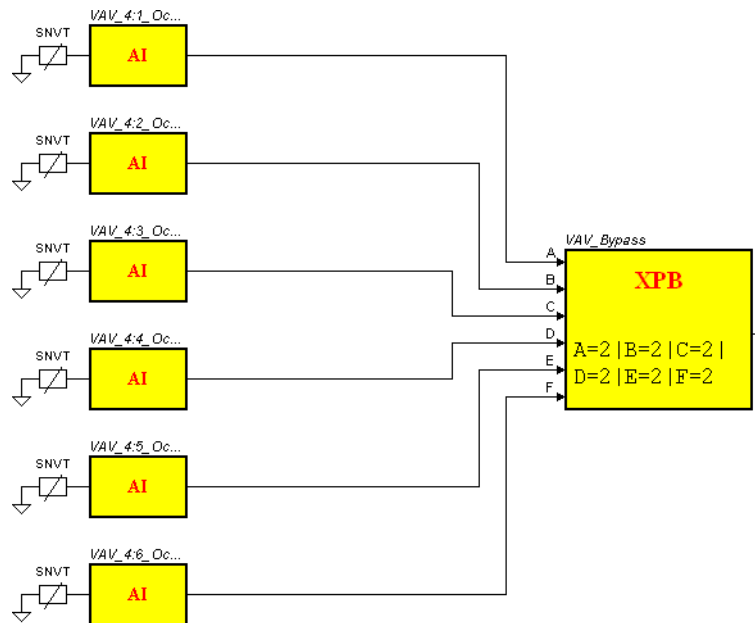 VAV_4:1_Oc...
SNVT
AI
VAV_4:2_Oc...
SNVT
AI
VAV_4:3_Oc...
SNVT
AI
VAV_4:4_Oc...
SNVT
AI
VAV_4:5_Oc...
SNVT
AI
VAV_4:6_Oc...
SNVT
AI
VAV_Bypass
A
B
C
D
E
F
XPB
A=2|B=2|C=2|
D=2|E=2|F=2